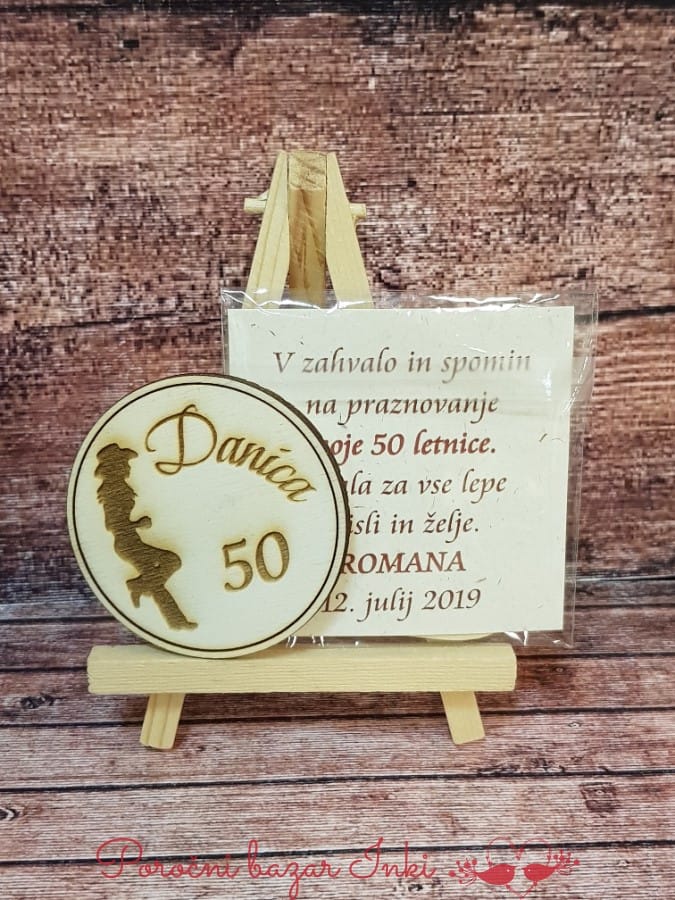 Danica
50
V zahvalo in spomin
na praznovanje
50 letnice.
za vse lepe
in želje.
ROMANA
12. julij 2019
Poročni bazar Inki